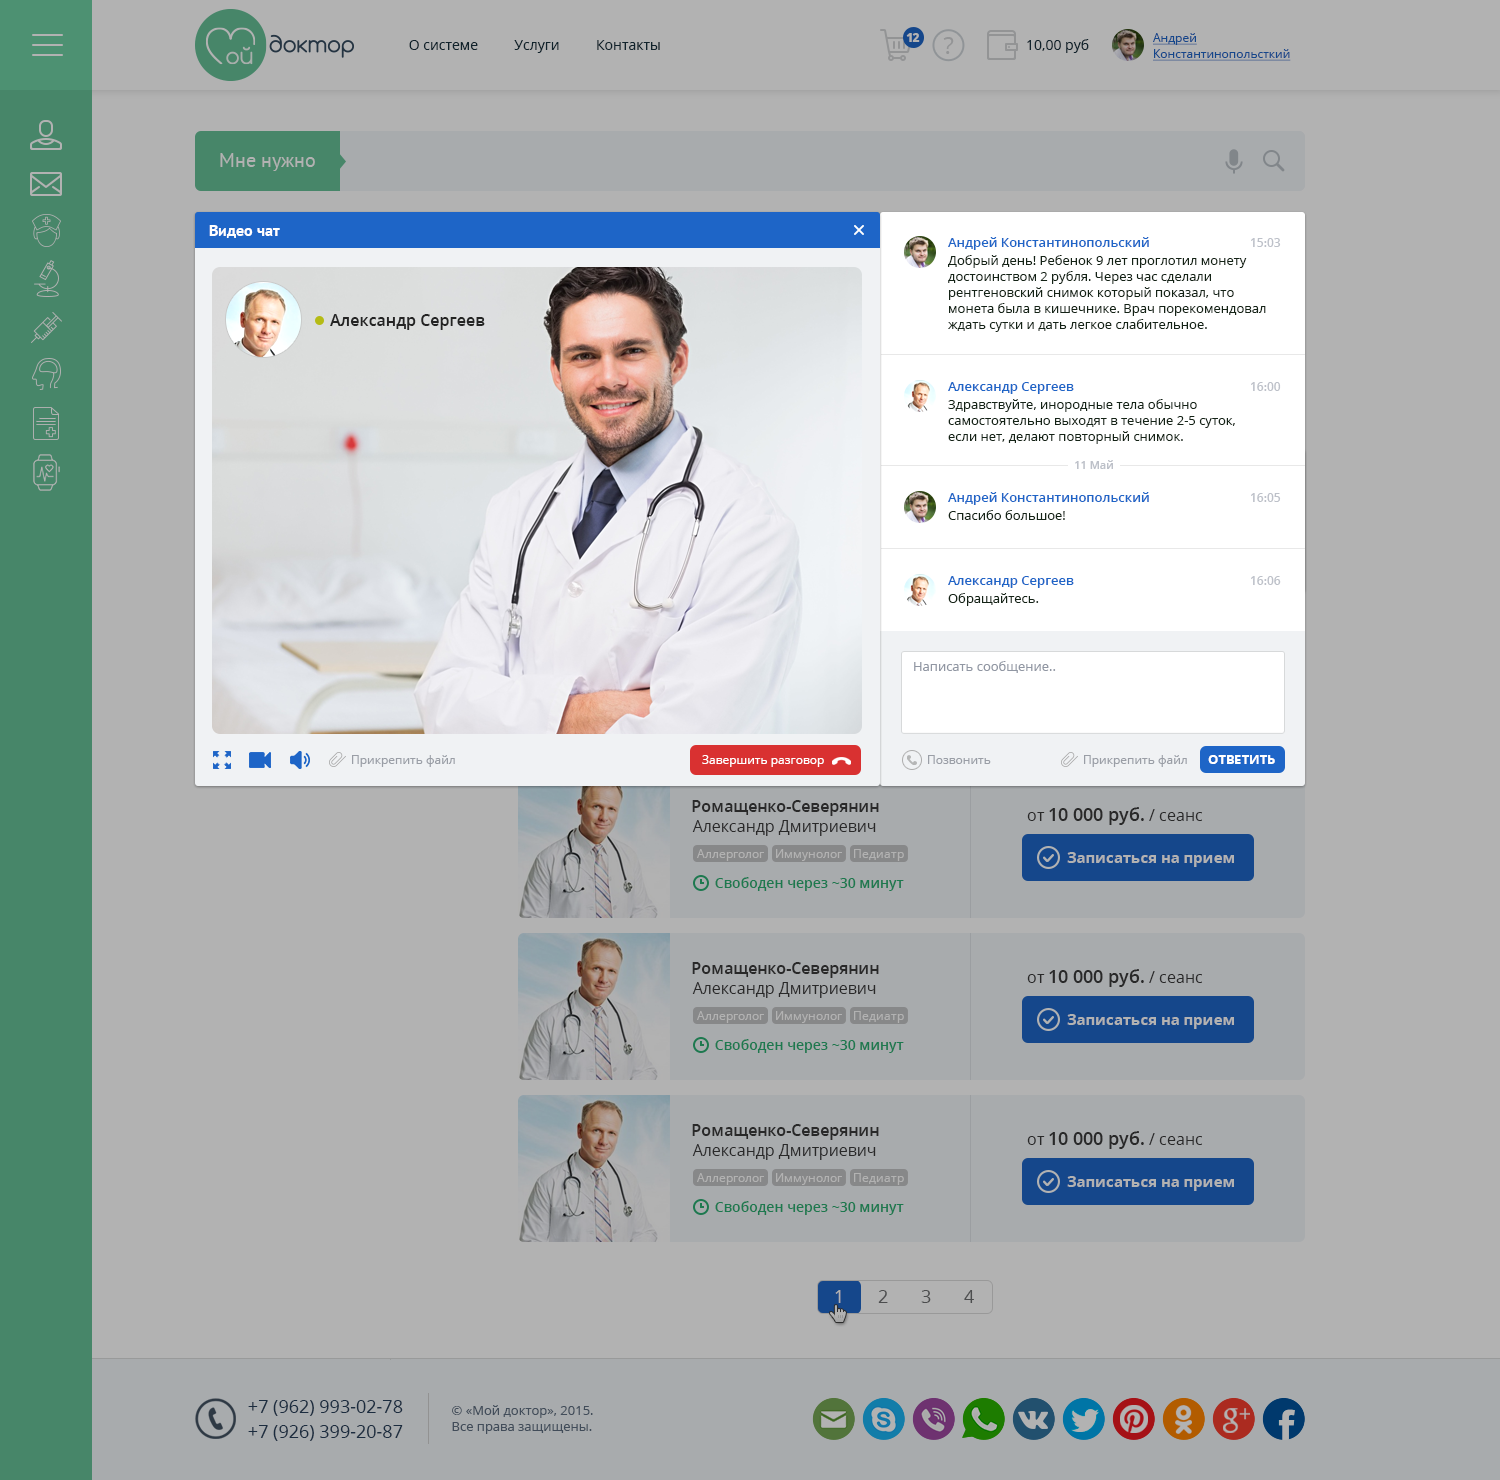 Мой доктор
О системе
Услуги
Контакты
12
?
10,00 руб
Андрей
Константинопольсткий
Мне нужно
Видео чат
Александр Сергеев
Прикрепить файл
Завершить разговор
Андрей Константинопольский
15:03
Добрый день! Ребенок 9 лет проглотил монету
достоинством 2 рубля. Через час сделали
рентгеновский снимок который показал, что
монета была в кишечнике. Врач порекомендовал
ждать сутки и дать легкое слабительное.
Александр Сергеев
16:00
Здравствуйте, инородные тела обычно
самостоятельно выходят в течение 2-5 суток,
если нет, делают повторный снимок.
11 Май
Андрей Константинопольский
16:05
Спасибо большое!
Александр Сергеев
16:06
Обращайтесь.
Написать сообщение..
Позвонить
Прикрепить файл
ОТВЕТИТЬ
Ромащенко-Северянин
Александр Дмитриевич
Аллерголог Иммунолог Педиатр
Свободен через ~30 минут
от 10 000 руб. / сеанс
Записаться на прием
Ромащенко-Северянин
Александр Дмитриевич
Аллерголог Иммунолог Педиатр
Свободен через ~30 минут
от 10 000 руб. / сеанс
Записаться на прием
Ромащенко-Северянин
Александр Дмитриевич
Аллерголог Иммунолог Педиатр
Свободен через ~30 минут
от 10 000 руб. / сеанс
Записаться на прием
1 2 3 4
+7 (962) 993-02-78
+7 (926) 399-20-87
© «Мой доктор», 2015.
Все права защищены.